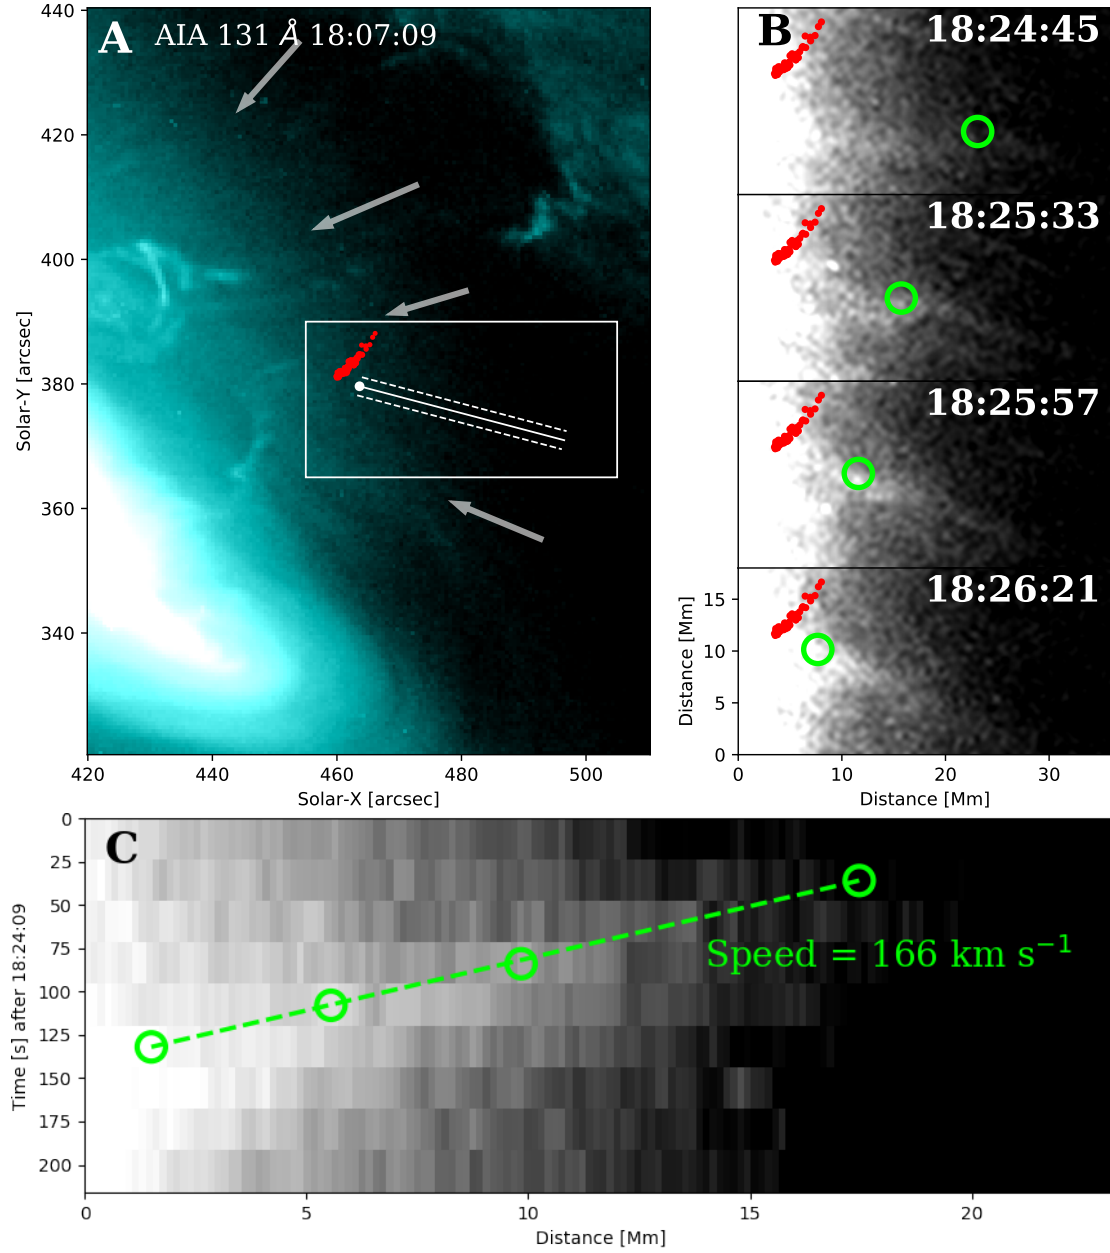 A AIA 131 Å 18:07:09
440
420
400
380
360
340
Solar-Y [arcsec]
420 440 460 480 500
Solar-X [arcsec]
B 18:24:45
18:25:33
18:25:57
18:26:21
15
10
5
0
Distance [Mm]
0 10 20 30
Distance [Mm]
C
0
25
50
75
100
125
150
175
200
Time [s] after 18:24:09
Speed = 166 km s⁻¹
0 5 10 15 20
Distance [Mm]